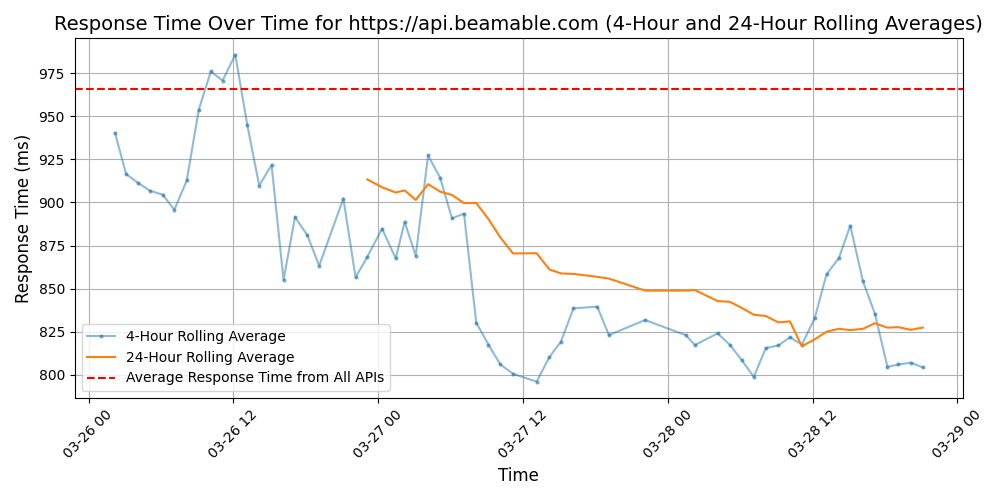 Response Time Over Time for https://api.beamable.com (4-Hour and 24-Hour Rolling Averages)
975
950
925
900
875
850
825
800
Response Time (ms)
4-Hour Rolling Average
24-Hour Rolling Average
Average Response Time from All APIs
03-26 00
03-26 12
03-27 00
03-27 12
03-28 00
03-28 12
03-29 00
Time